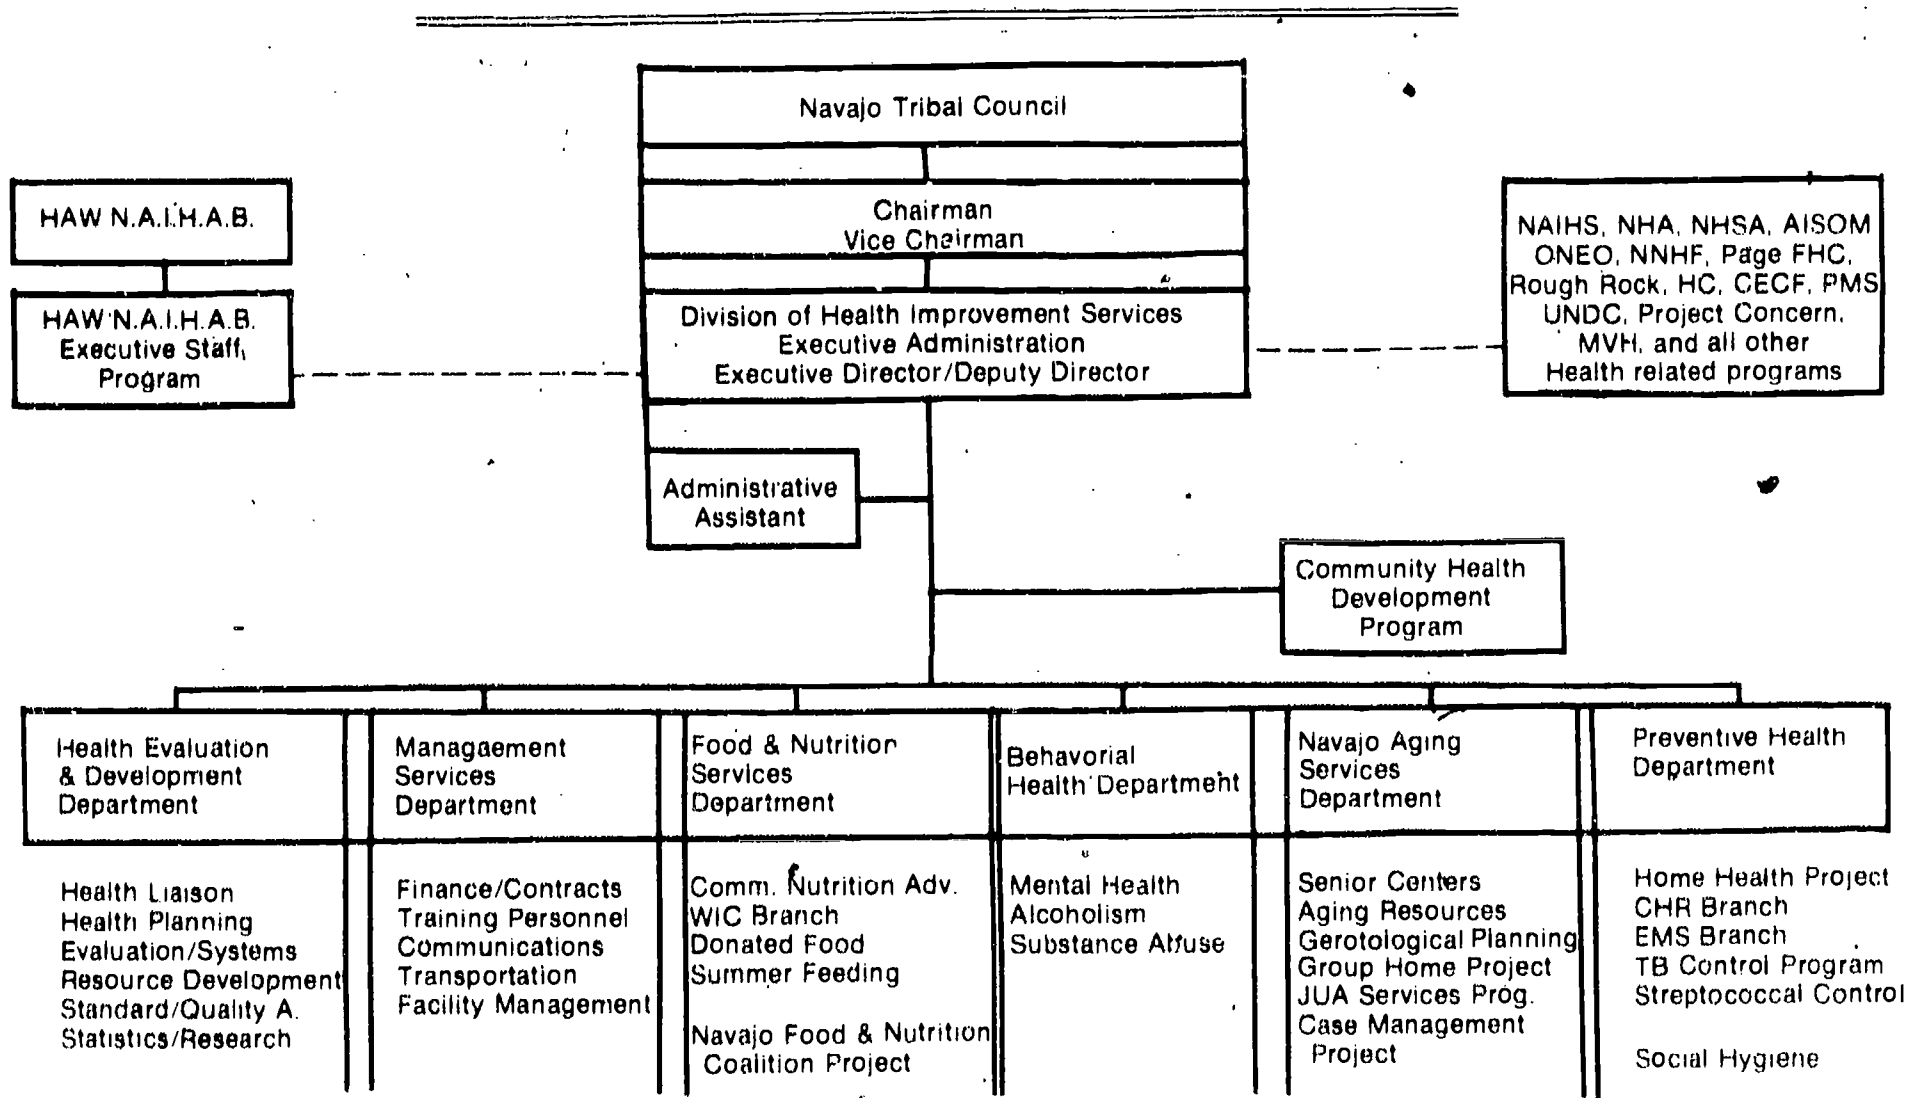 Navajo Tribal Council
Chairman
Vice Chairman
HAW N.A.I.H.A.B.
HAW N.A.I.H.A.B.
Executive Staff,
Program
Division of Health Improvement Services
Executive Administration
Executive Director/Deputy Director
NAIHS, NHA, NHSA, AISOM
ONEO, NNHF, Page FHC,
Rough Rock, HC, CECF, PMS
UNDC, Project Concern,
MVH, and all other
Health related programs
Administrative
Assistant
Community Health
Development
Program
Health Evaluation
& Development
Department
Health Liaison
Health Planning
Evaluation/Systems
Resource Development
Standard/Quality A.
Statistics/Research
Managaement
Services
Department
Finance/Contracts
Training Personnel
Communications
Transportation
Facility Management
Food & Nutrition
Services
Department
Comm. Nutrition Adv.
WIC Branch
Donated Food
Summer Feeding
Navajo Food & Nutrition
Coalition Project
Behavorial
Health Department
Mental Health
Alcoholism
Substance Abuse
Navajo Aging
Services
Department
Senior Centers
Aging Resources
Gerotological Planning
Group Home Project
JUA Services Prog.
Case Management
Project
Preventive Health
Department
Home Health Project
CHR Branch
EMS Branch
TB Control Program
Streptococcal Control
Social Hygiene